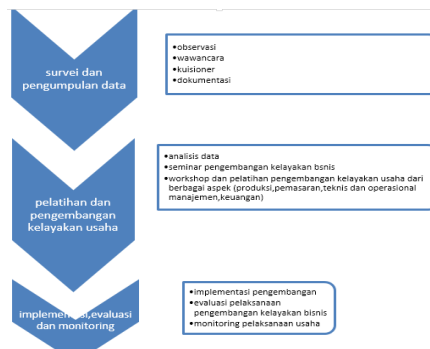 survei dan
pengumpulan data
•observasi
•wawancara
•kuisioner
•dokumentasi
pelatihan dan
pengembangan
kelayakan usaha
•analisis data
•seminar pengembangan kelayakan bsnis
•workshop dan pelatihan pengembangan kelayakan usaha dari
berbagai aspek (produksi,pemasaran,teknis dan operasional
manajemen,keuangan)
implementasi,evaluasi
dan monitoring
•implementasi pengembangan
•evaluasi pelaksanaan
pengembangan kelayakan bisnis
•monitoring pelaksanaan usaha